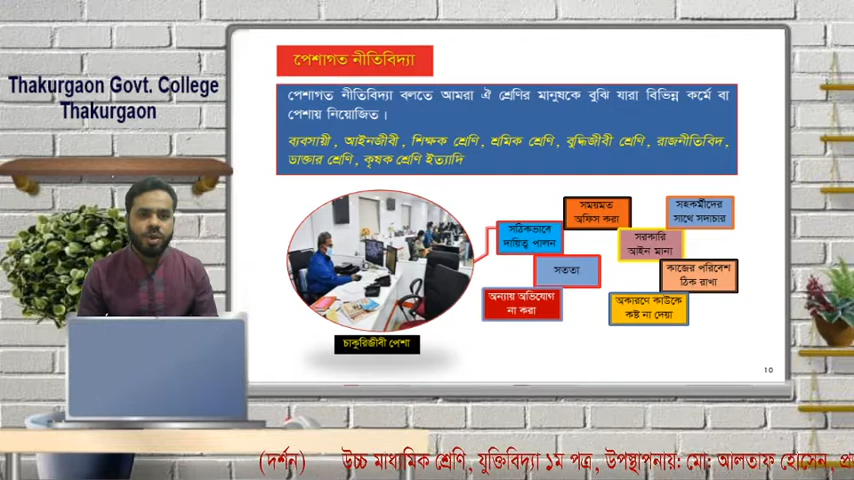 Thakurgaon Govt. College
Thakurgaon
পেশাগত নীতিবিদ্যা
পেশাগত নীতিবিদ্যা বলতে আমরা ঐ শ্রেণির মানুষকে বুঝি যারা বিভিন্ন কর্মে বা
পেশায় নিয়োজিত ।
ব্যবসায়ী , আইনজীবী , শিক্ষক শ্রেণি , শ্রমিক শ্রেণি , বুদ্ধিজীবী শ্রেণি , রাজনীতিবিদ ,
ডাক্তার শ্রেণি , কৃষক শ্রেণি ইত্যাদি
সময়মত
অফিস করা
সহকর্মীদের
সাথে সদাচার
সঠিকভাবে
দায়িত্ব পালন
সরকারি
আইন মানা
সততা
কাজের পরিবেশ
ঠিক রাখা
অন্যায় অভিযোগ
না করা
অকারণে কাউকে
কষ্ট না দেয়া
চাকুরিজীবী পেশা
10
(দর্শন) উচ্চ মাধ্যমিক শ্রেণি, যুক্তিবিদ্যা ১ম পত্র, উপস্থাপনায়: মো: আলতাফ হোসেন, প্র